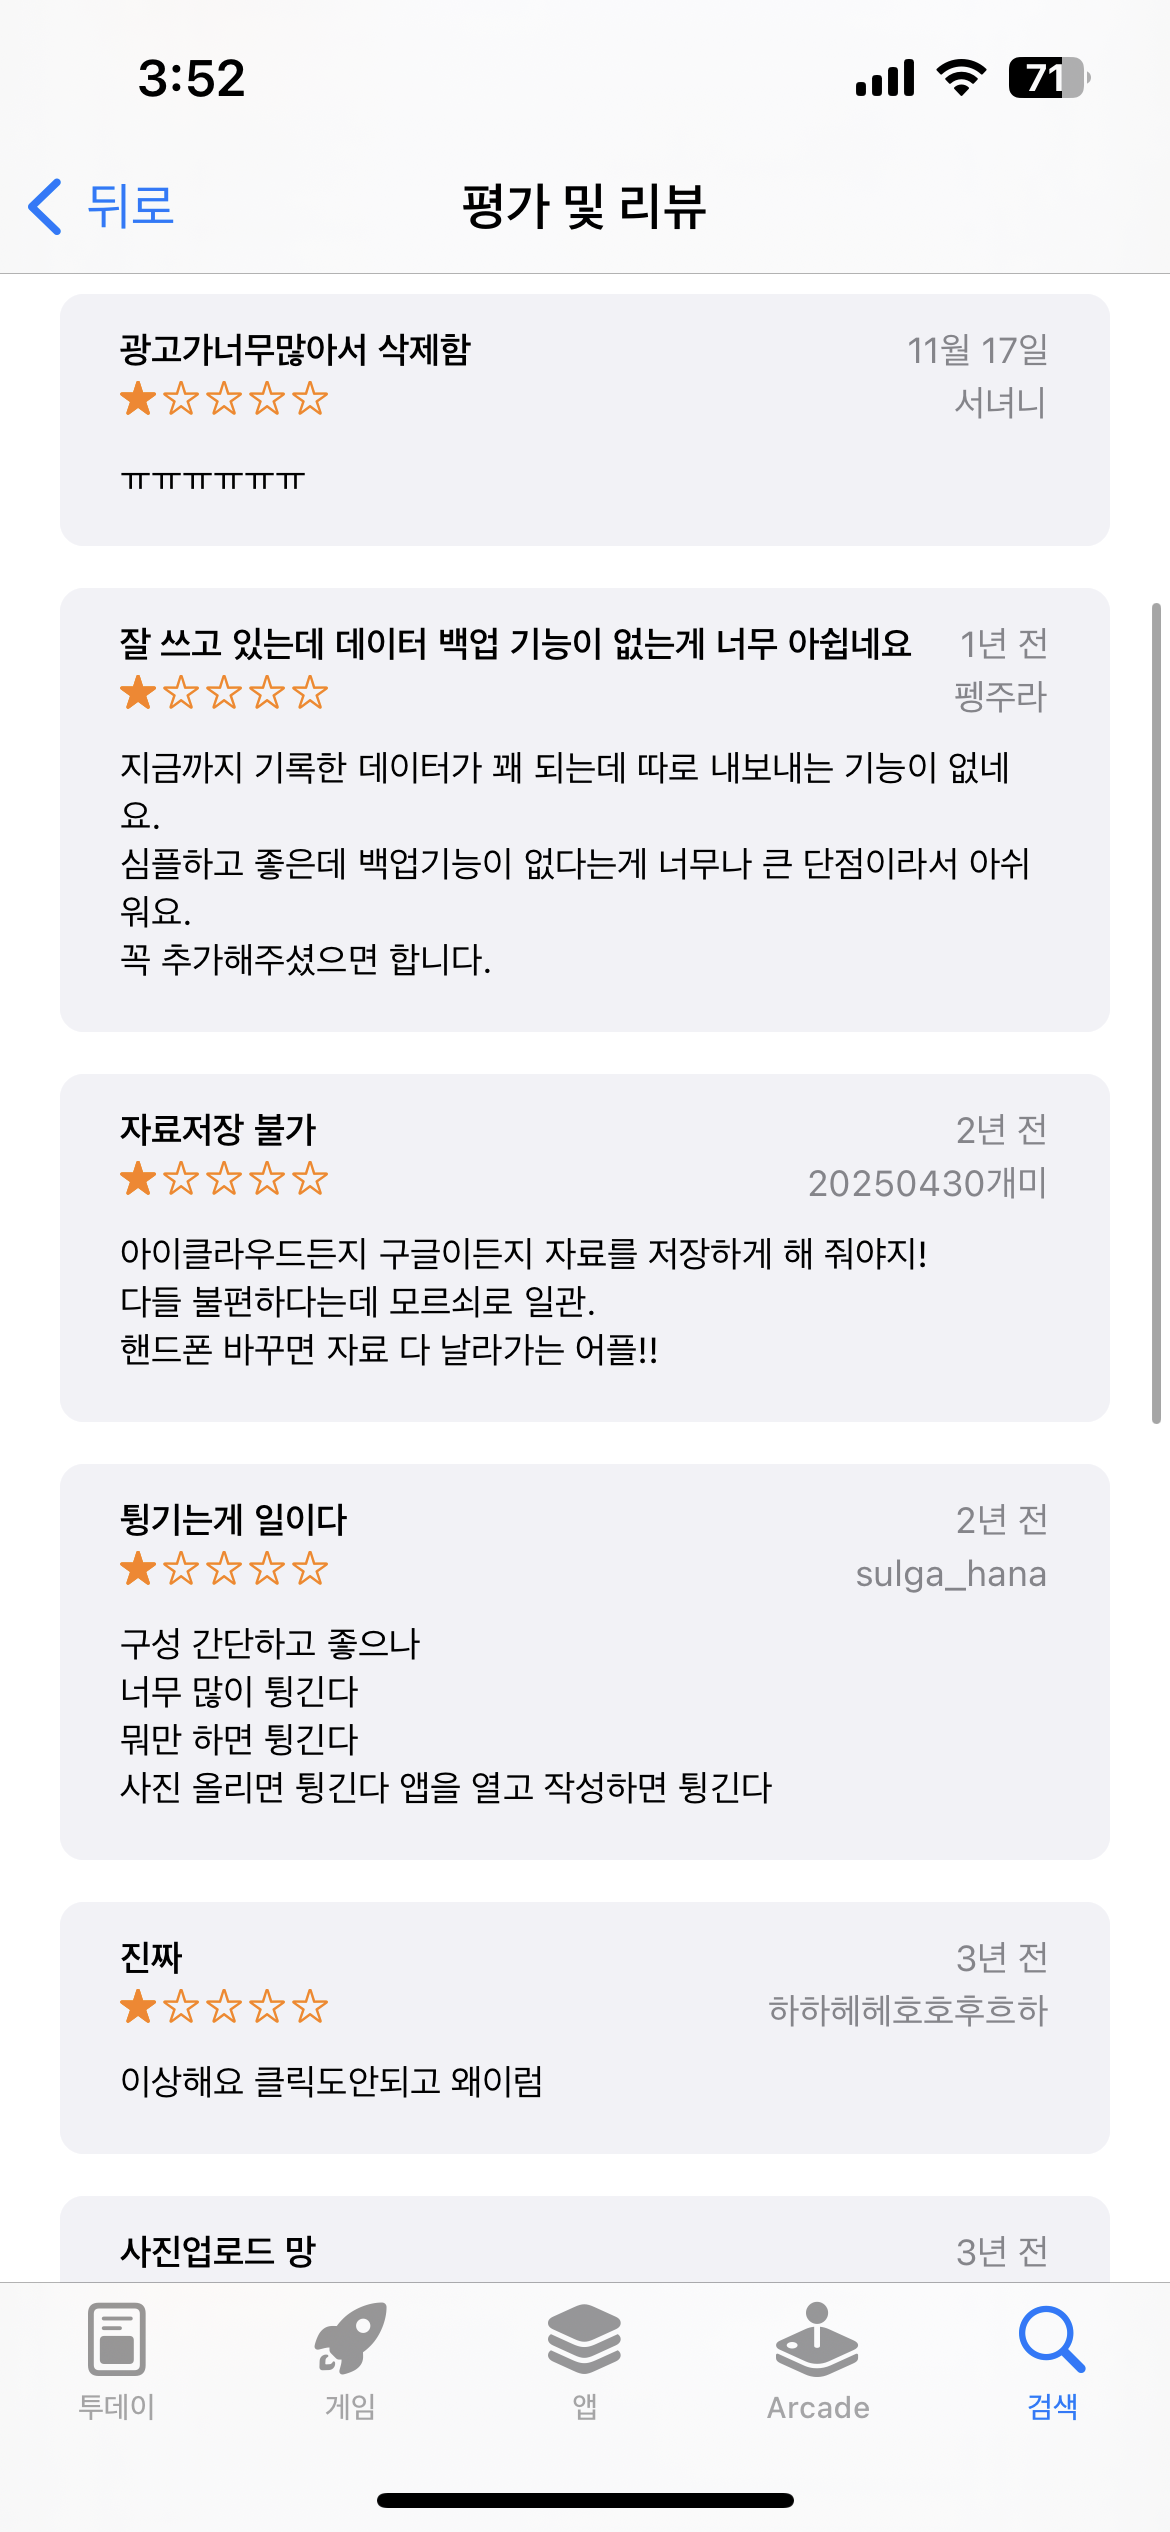 3:52
71
뒤로
평가 및 리뷰
광고가너무많아서 삭제함
11월 17일
서녀니
ㅠㅠㅠㅠㅠㅠ
잘 쓰고 있는데 데이터 백업 기능이 없는게 너무 아쉽네요
1년 전
펭주라
지금까지 기록한 데이터가 꽤 되는데 따로 내보내는 기능이 없네
요.
심플하고 좋은데 백업기능이 없다는게 너무나 큰 단점이라서 아쉬
워요.
꼭 추가해주셨으면 합니다.
자료저장 불가
2년 전
20250430개미
아이클라우드든지 구글이든지 자료를 저장하게 해 줘야지!
다들 불편하다는데 모르쇠로 일관.
핸드폰 바꾸면 자료 다 날라가는 어플!!
튕기는게 일이다
2년 전
sulga_hana
구성 간단하고 좋으나
너무 많이 튕긴다
뭐만 하면 튕긴다
사진 올리면 튕긴다 앱을 열고 작성하면 튕긴다
진짜
3년 전
하하헤헤호호후흐하
이상해요 클릭도안되고 왜이럼
사진업로드 망
3년 전
투데이
게임
앱
Arcade
검색